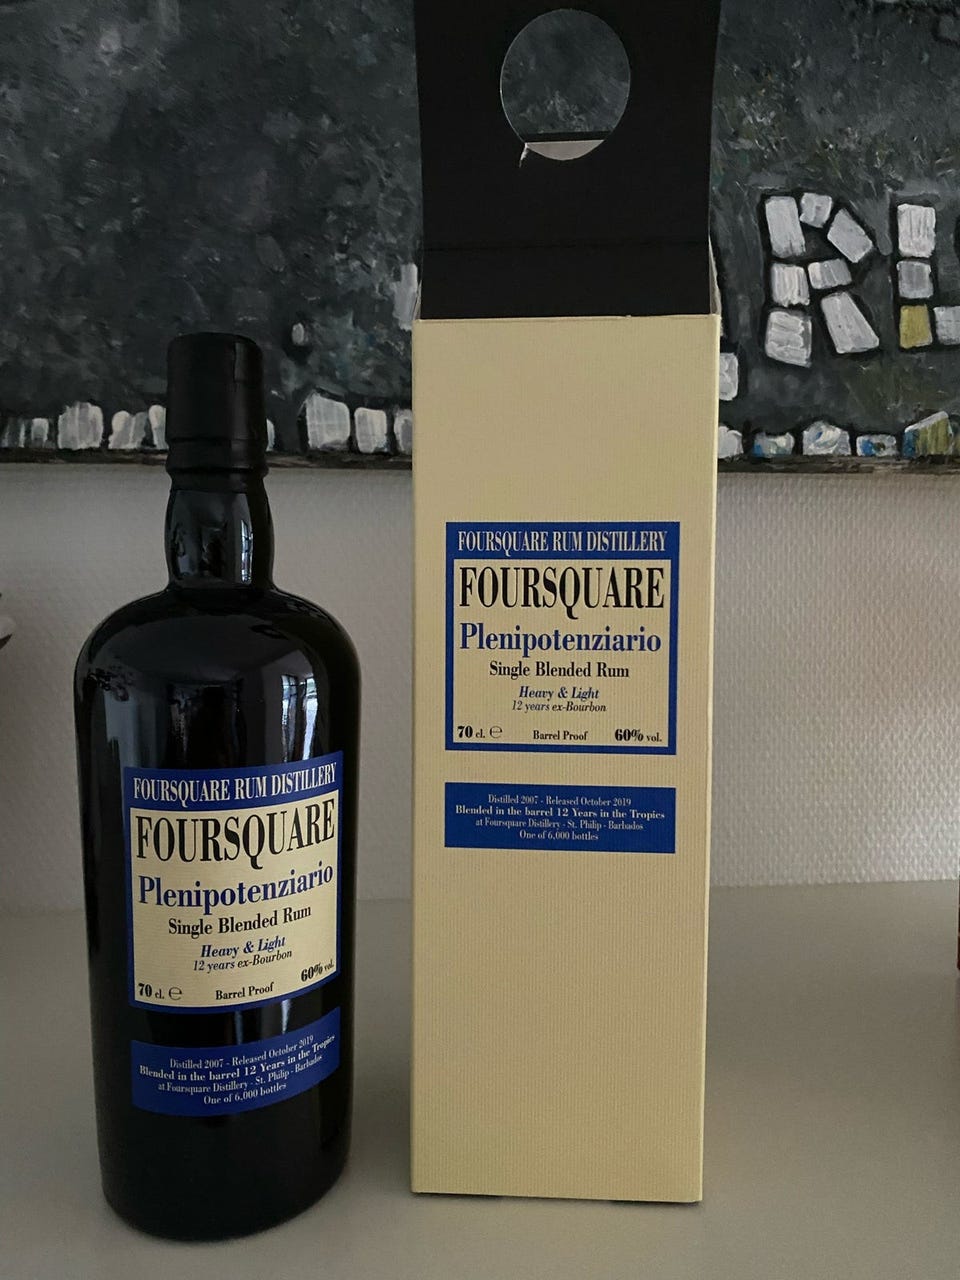 RL
FOURSQUARE RUM DISTILLERY
FOURSQUARE
Plenipotenziario
Single Blended Rum
Heavy & Light
12 years ex-Bourbon
70 cl. ℮ Barrel Proof 60% vol.
Distilled 2007 - Released October 2019
Blended in the barrel 12 Years in the Tropics
at Foursquare Distillery - St. Philip - Barbados
One of 6,000 bottles
FOURSQUARE RUM DISTILLERY
FOURSQUARE
Plenipotenziario
Single Blended Rum
Heavy & Light
12 years ex-Bourbon
70 cl. ℮ Barrel Proof 60% vol.
Distilled 2007 - Released October 2019
Blended in the barrel 12 Years in the Tropics
at Foursquare Distillery - St. Philip - Barbados
One of 6,000 bottles